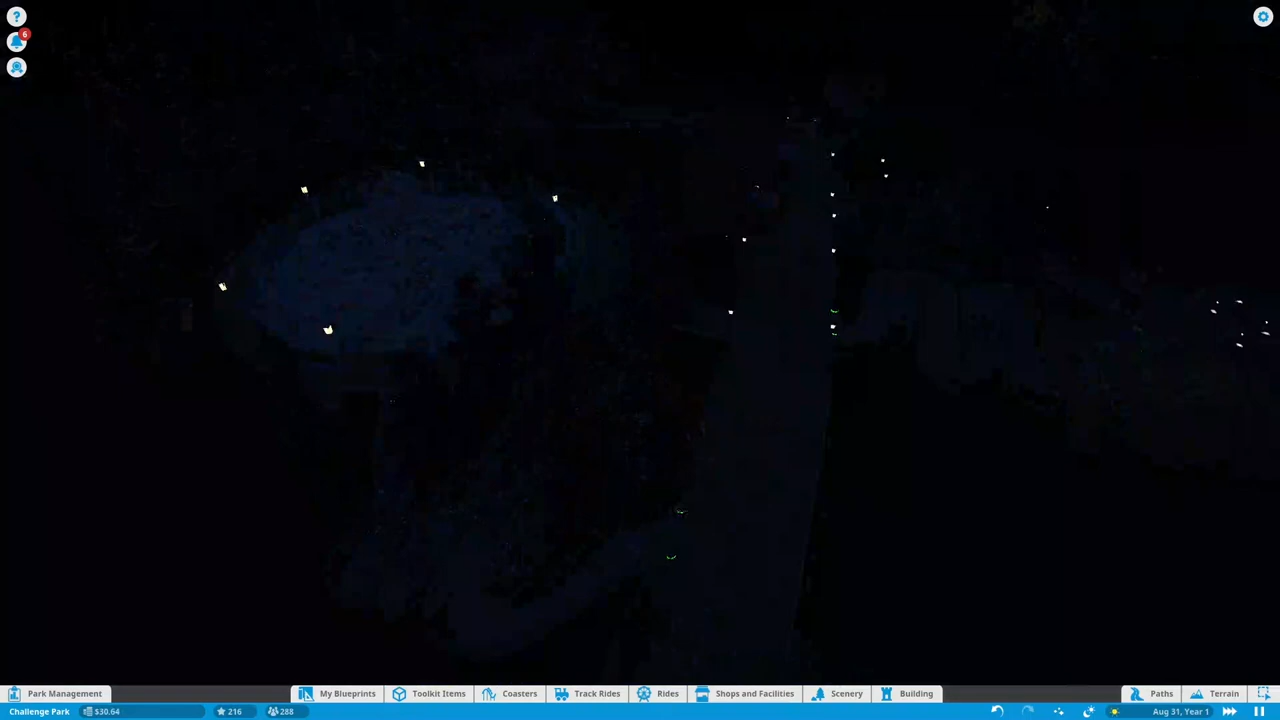 ?
6
Park Management
My Blueprints
Toolkit Items
Coasters
Track Rides
Rides
Shops and Facilities
Scenery
Building
Paths
Terrain
Challenge Park
$30.64
216
288
Aug 31, Year 1